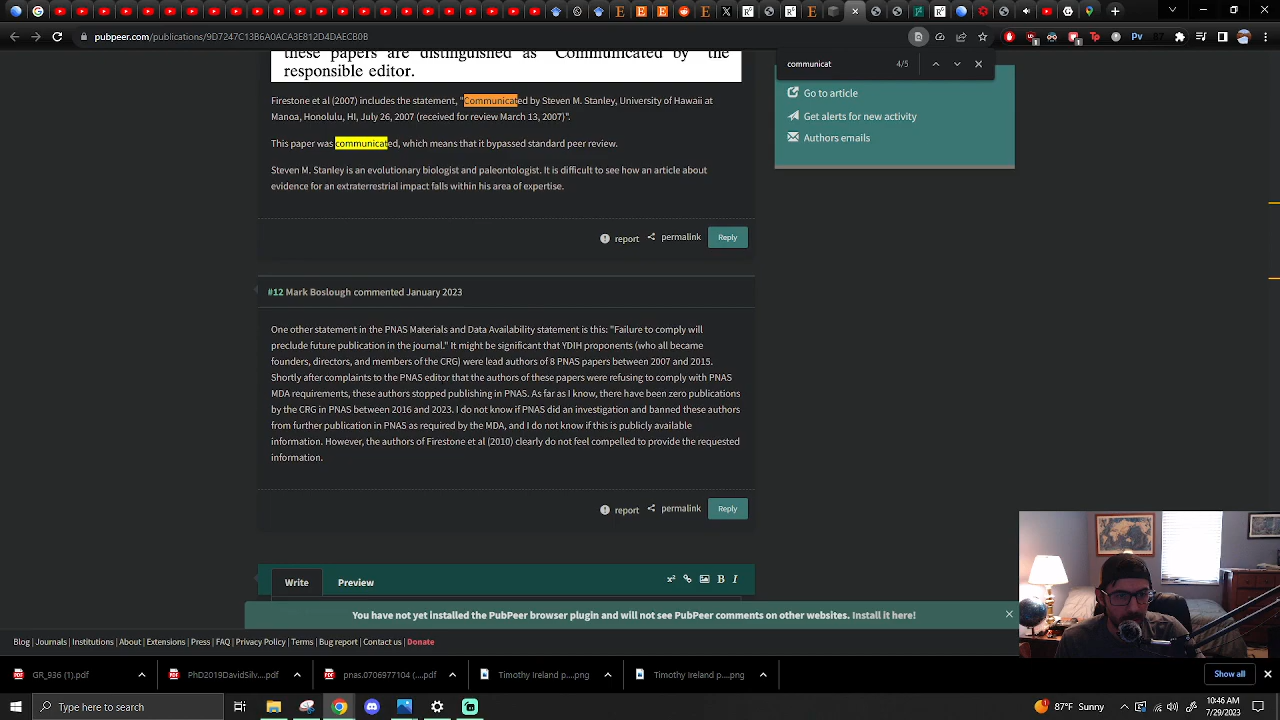 pubpeer.com/publications/9D7247C13B6A0ACA3E812D4DAECB0B
communicat
4/5
these papers are distinguished as "Communicated by" the
responsible editor.
Firestone et al (2007) includes the statement, "Communicated by Steven M. Stanley, University of Hawaii at
Manoa, Honolulu, HI, July 26, 2007 (received for review March 13, 2007)".
This paper was communicated, which means that it bypassed standard peer review.
Steven M. Stanley is an evolutionary biologist and paleontologist. It is difficult to see how an article about
evidence for an extraterrestrial impact falls within his area of expertise.
report
permalink
Reply
Go to article
Get alerts for new activity
Authors emails
#12 Mark Boslough commented January 2023
One other statement in the PNAS Materials and Data Availability statement is this: "Failure to comply will
preclude future publication in the journal." It might be significant that YDIH proponents (who all became
founders, directors, and members of the CRG) were lead authors of 8 PNAS papers between 2007 and 2015.
Shortly after complaints to the PNAS editor that the authors of these papers were refusing to comply with PNAS
MDA requirements, these authors stopped publishing in PNAS. As far as I know, there have been zero publications
by the CRG in PNAS between 2016 and 2023. I do not know if PNAS did an investigation and banned these authors
from further publication in PNAS as required by the MDA, and I do not know if this is publicly available
information. However, the authors of Firestone et al (2010) clearly do not feel compelled to provide the requested
information.
report
permalink
Reply
Write
Preview
x² B I
You have not yet installed the PubPeer browser plugin and will not see PubPeer comments on other websites. Install it here!
Blog | Journals | Institutions | About | Extensions | Press | FAQ | Privacy Policy | Terms | Bug report | Contact us | Donate
GR_936 (1).pdf
PhD2019DavidSilv....pdf
pnas.0706977104 (....pdf
Timothy Ireland p....png
Timothy Ireland p....png
Show all
Type here to search
87°F Sunny
10:46 AM
7/29/2023